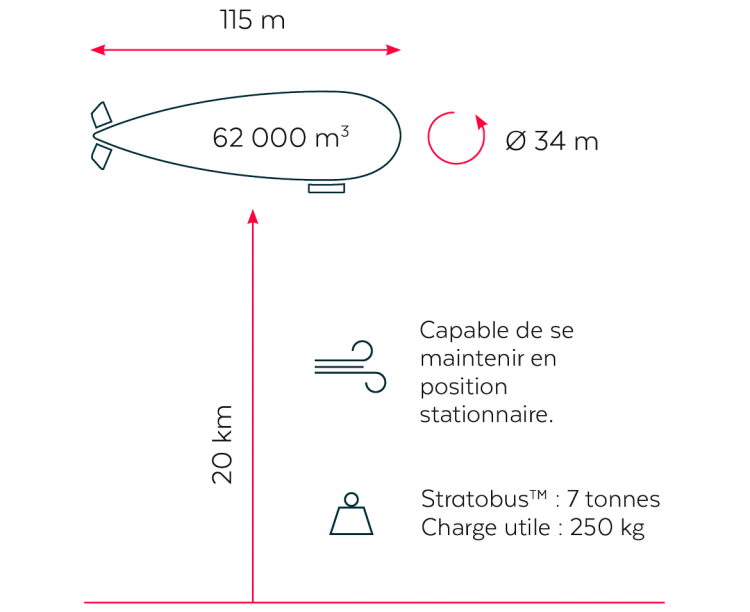 115 m
62 000 m³
Ø 34 m
Capable de se
maintenir en
position
stationnaire.
20 km
Stratobus™ : 7 tonnes
Charge utile : 250 kg